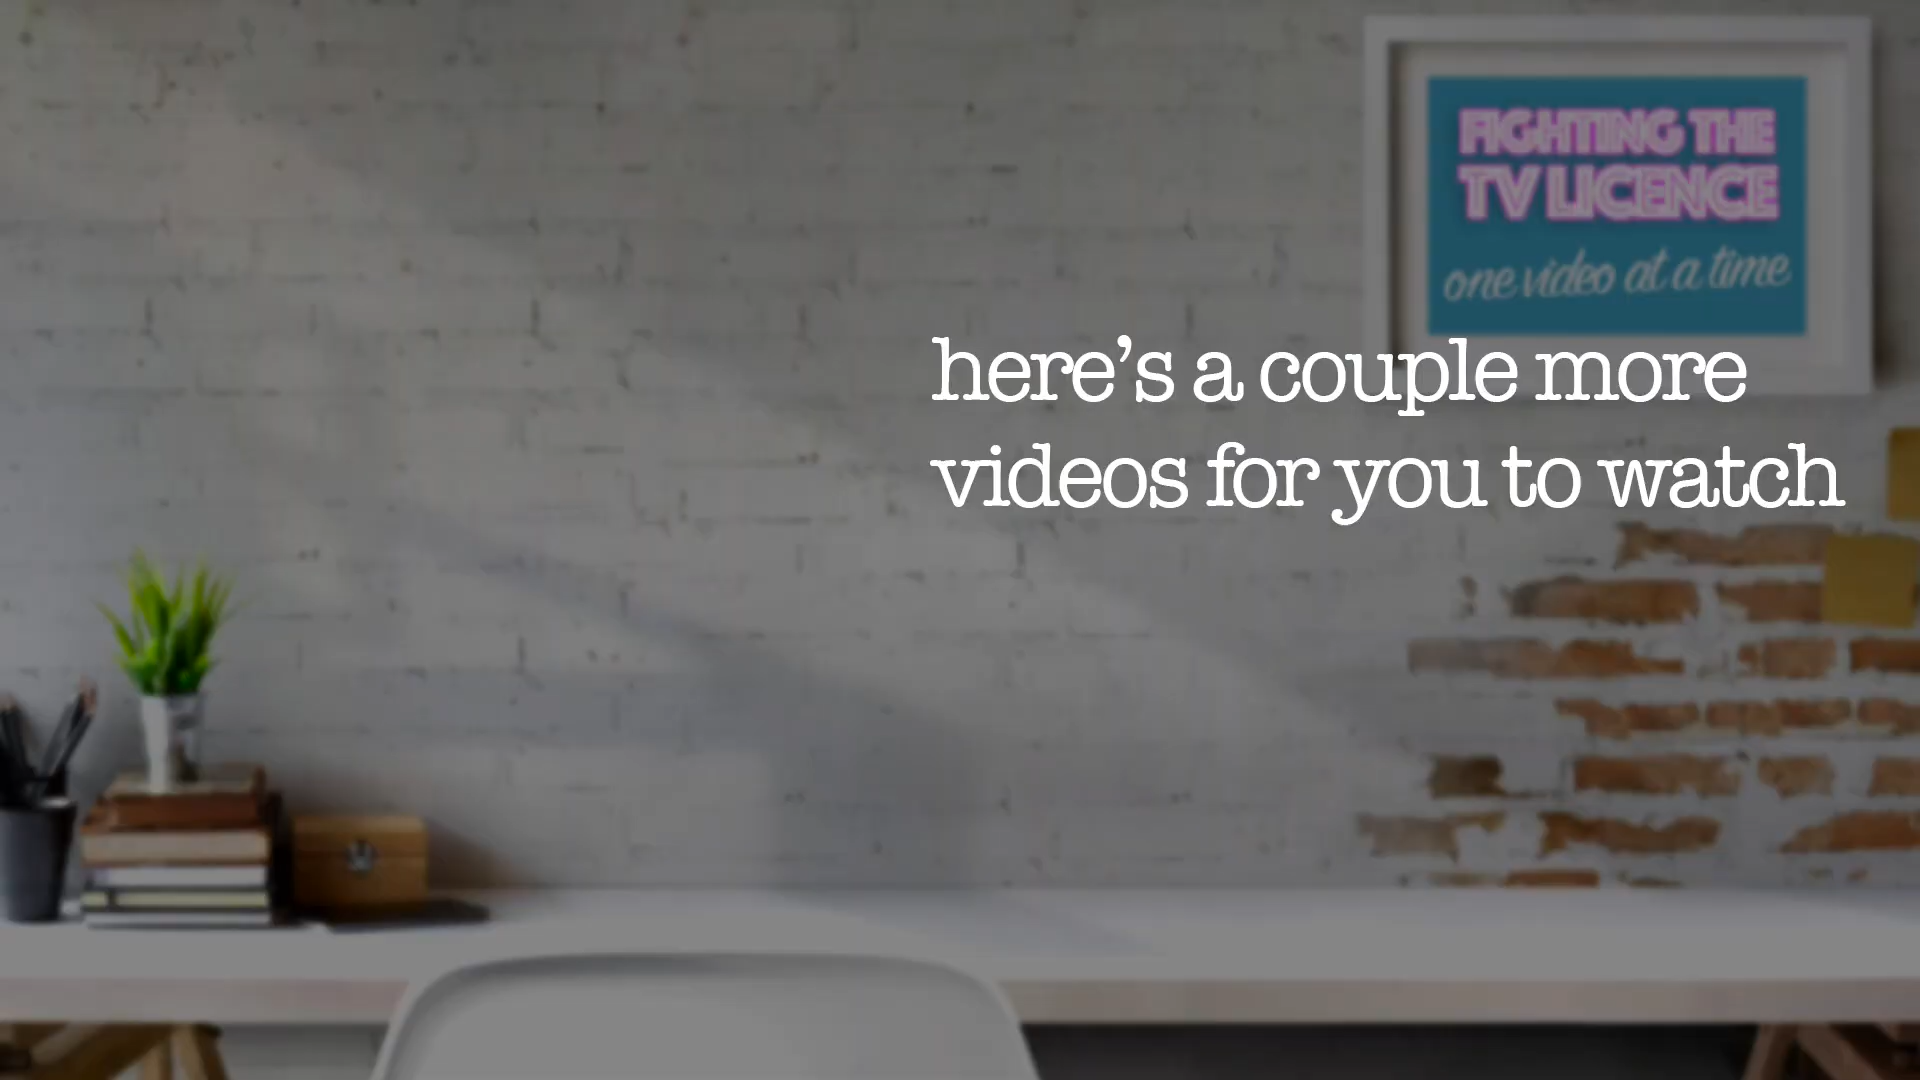 FIGHTING THE
TV LICENCE
one video at a time
here's a couple more
videos for you to watch